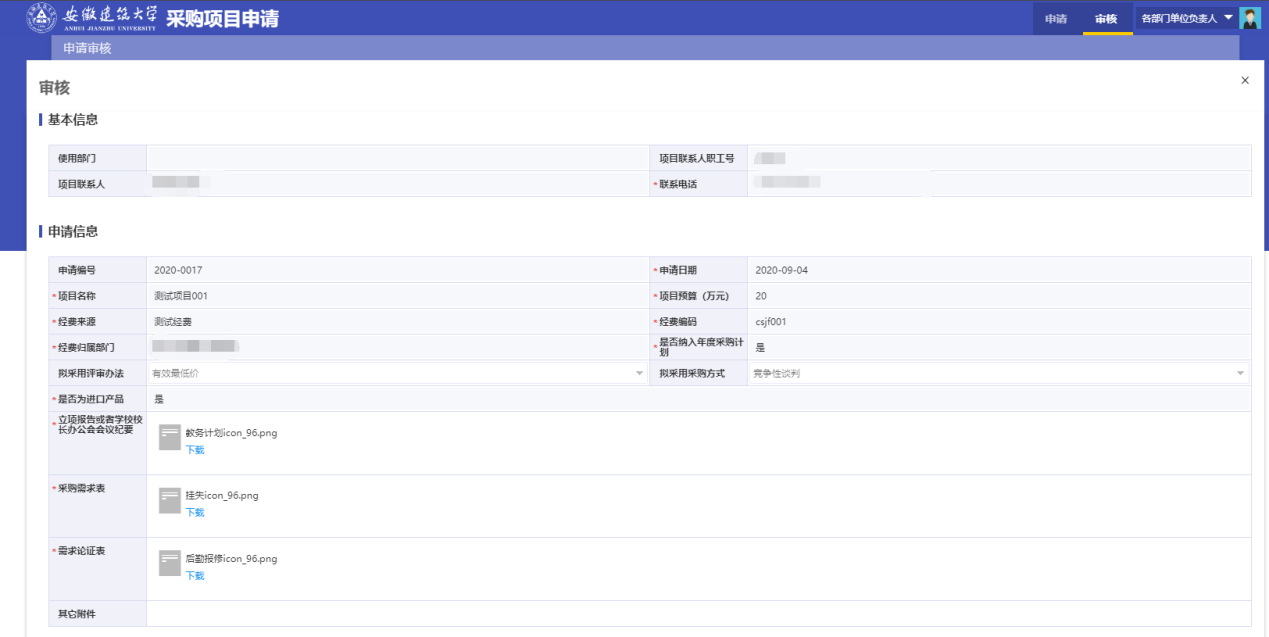 安徽建筑大学
ANHUI JIANZHU UNIVERSITY
采购项目申请
申请
审核
各部门单位负责人
申请审核
审核
×
基本信息
使用部门
项目联系人职工号
项目联系人
*联系电话
申请信息
申请编号
2020-0017
*申请日期
2020-09-04
*项目名称
测试项目001
*项目预算（万元）
20
*经费来源
测试经费
*经费编码
csjf001
*经费归属部门
*是否纳入年度采购计
划
是
拟采用评审办法
有效最低价
拟采用采购方式
竞争性谈判
*是否为进口产品
是
*立项报告或者学校校
长办公会会议纪要
教务计划icon_96.png
下载
*采购需求表
挂失icon_96.png
下载
*需求论证表
后勤报修icon_96.png
下载
其它附件